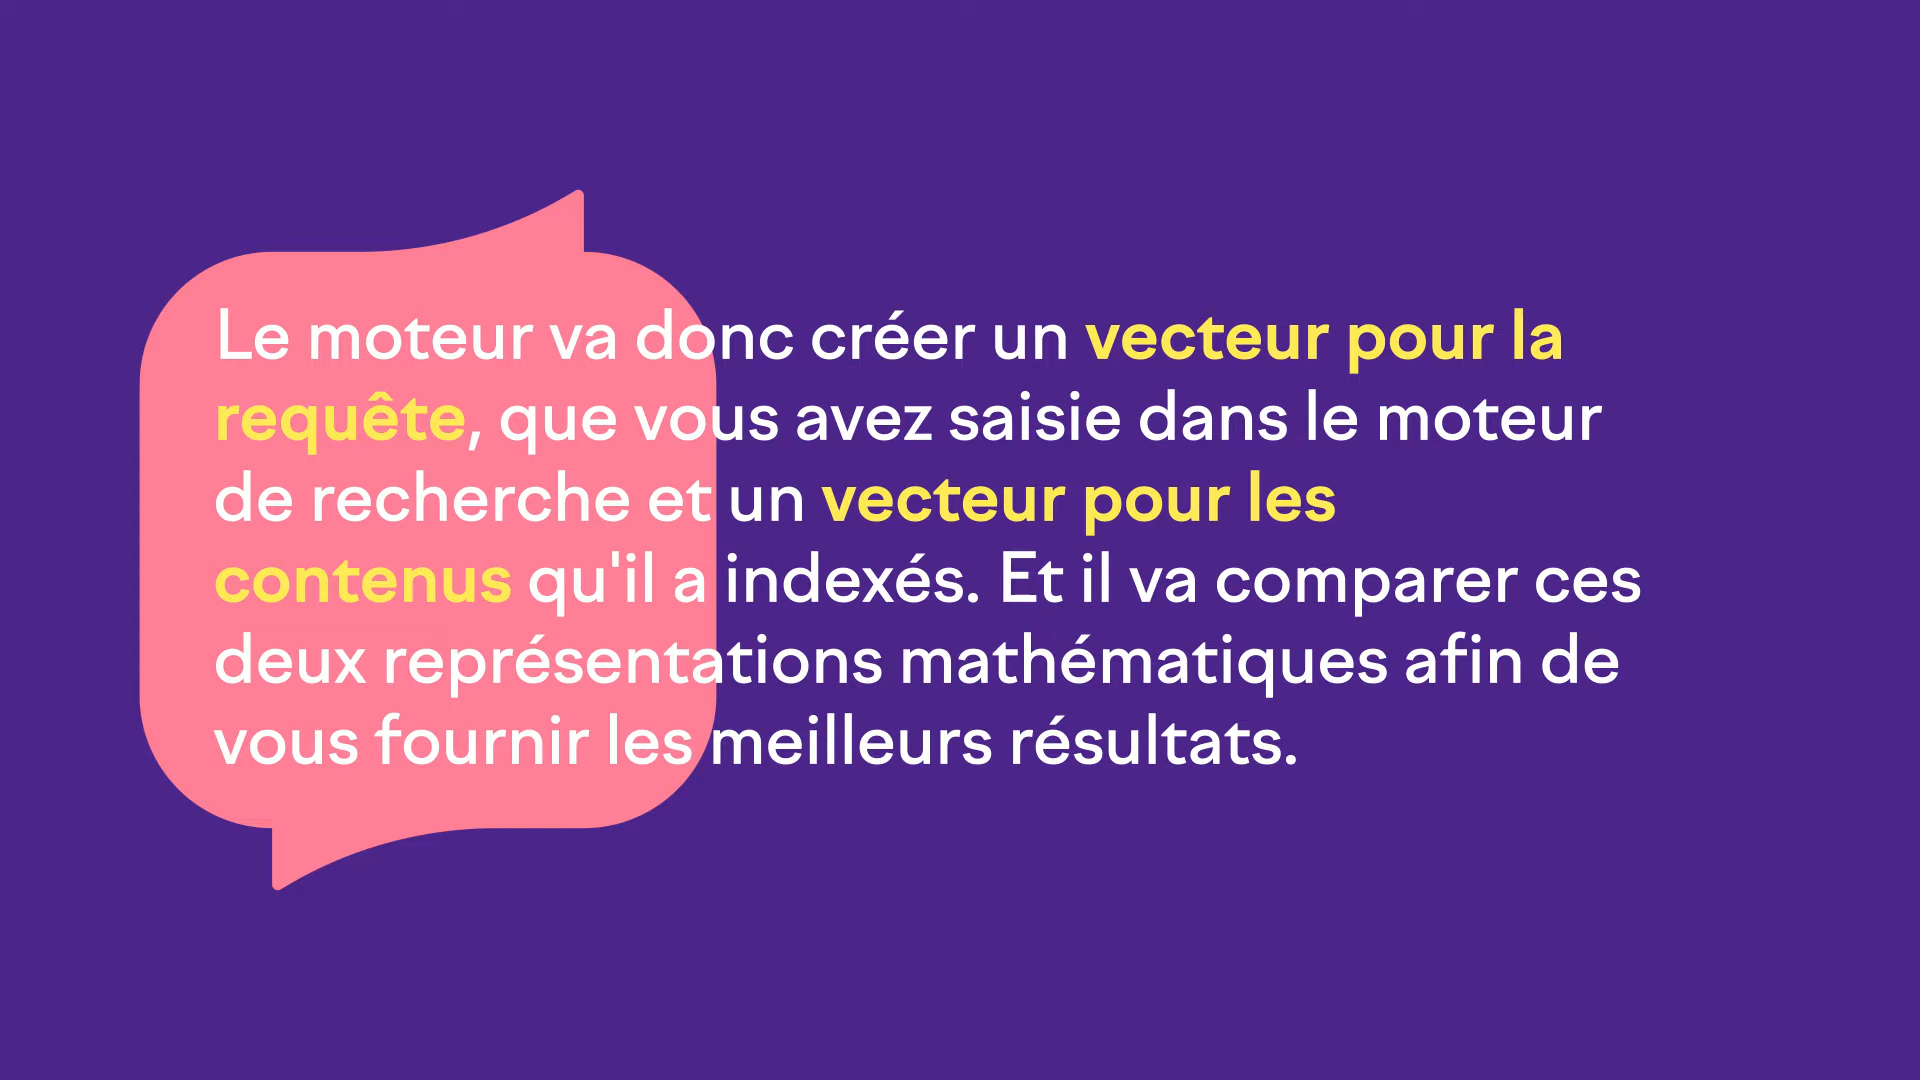 Le moteur va donc créer un vecteur pour la
requête, que vous avez saisie dans le moteur
de recherche et un vecteur pour les
contenus qu'il a indexés. Et il va comparer ces
deux représentations mathématiques afin de
vous fournir les meilleurs résultats.